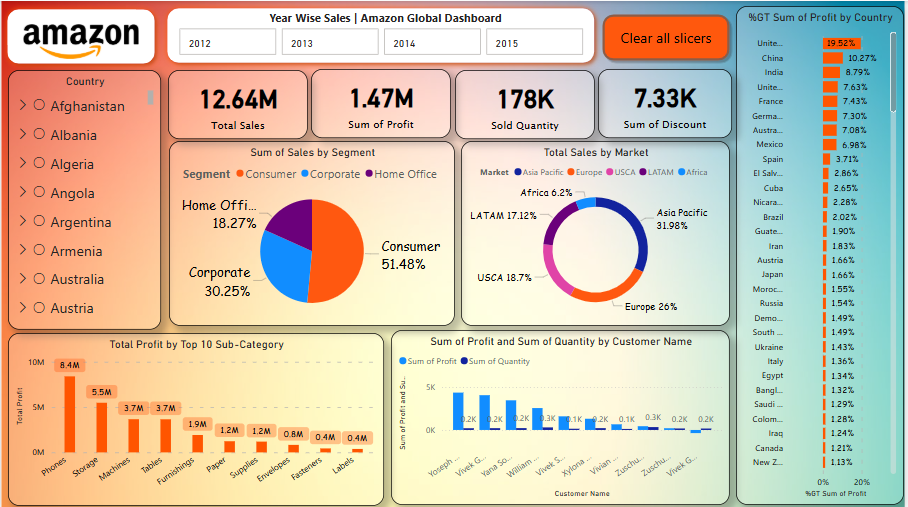 amazon
Year Wise Sales | Amazon Global Dashboard
2012
2013
2014
2015
Clear all slicers
Country
Afghanistan
Albania
Algeria
Angola
Argentina
Armenia
Australia
Austria
12.64M
Total Sales
1.47M
Sum of Profit
178K
Sold Quantity
7.33K
Sum of Discount
Sum of Sales by Segment
Segment Consumer Corporate Home Office
Home Offi...
18.27%
Corporate
30.25%
Consumer
51.48%
Total Sales by Market
Market Asia Pacific Europe USCA LATAM Africa
Africa 6.2%
LATAM 17.12%
Asia Pacific
31.98%
USCA 18.7%
Europe 26%
%GT Sum of Profit by Country
Unite... 19.52%
China 10.27%
India 8.79%
Unite... 7.63%
France 7.43%
Germa... 7.30%
Austra... 7.08%
Mexico 6.98%
Spain 3.71%
El Salv... 2.86%
Cuba 2.65%
Nicara... 2.28%
Brazil 2.02%
Guate... 1.90%
Iran 1.83%
Austria 1.66%
Japan 1.66%
Moroc... 1.55%
Russia 1.54%
Demo... 1.49%
South ... 1.49%
Ukraine 1.43%
Italy 1.36%
Egypt 1.34%
Bangl... 1.32%
Saudi ... 1.29%
Colom... 1.28%
Iraq 1.24%
Canada 1.21%
New Z... 1.13%
0% 20%
%GT Sum of Profit
Total Profit by Top 10 Sub-Category
Total Profit
10M
5M
0M
8.4M
5.5M
3.7M
3.7M
1.9M
1.2M
1.2M
0.8M
0.4M
0.4M
Phones
Storage
Machines
Tables
Furnishings
Paper
Supplies
Envelopes
Fasteners
Labels
Sum of Profit and Sum of Quantity by Customer Name
Sum of Profit Sum of Quantity
Sum of Profit and Su...
5K
0K
0.2K
0.2K
0.2K
0.3K
0.1K
0.2K
0.1K
0.3K
0.2K
0.2K
Yoseph ...
Vivek G...
Yana So...
William ...
Vivek S...
Xylona ...
Vivian ...
Zuschu...
Zuschu...
Vivek G...
Customer Name